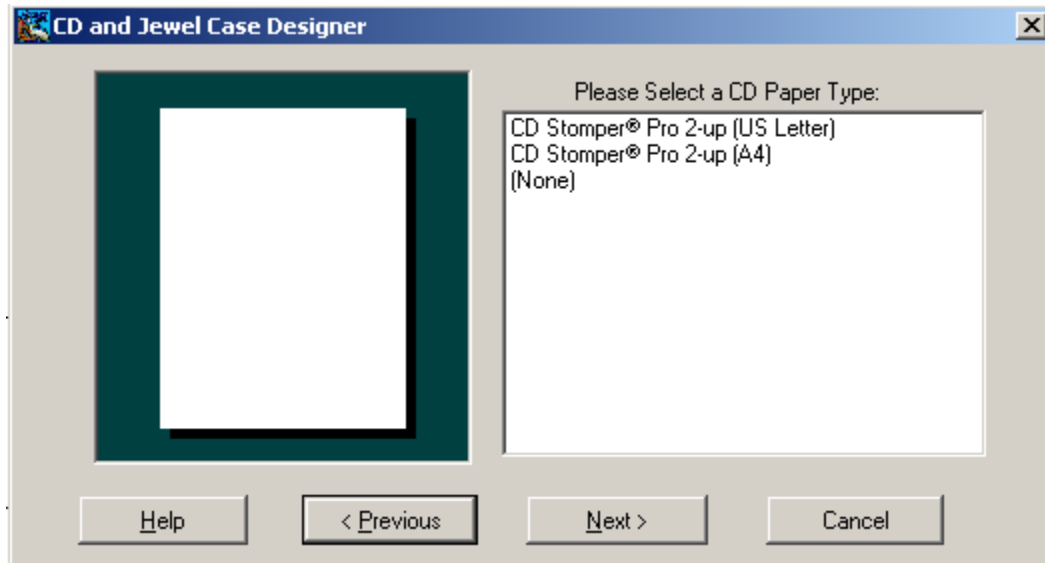 CD and Jewel Case Designer
Please Select a CD Paper Type:
CD Stomper® Pro 2-up (US Letter)
CD Stomper® Pro 2-up (A4)
(None)
Help
< Previous
Next >
Cancel